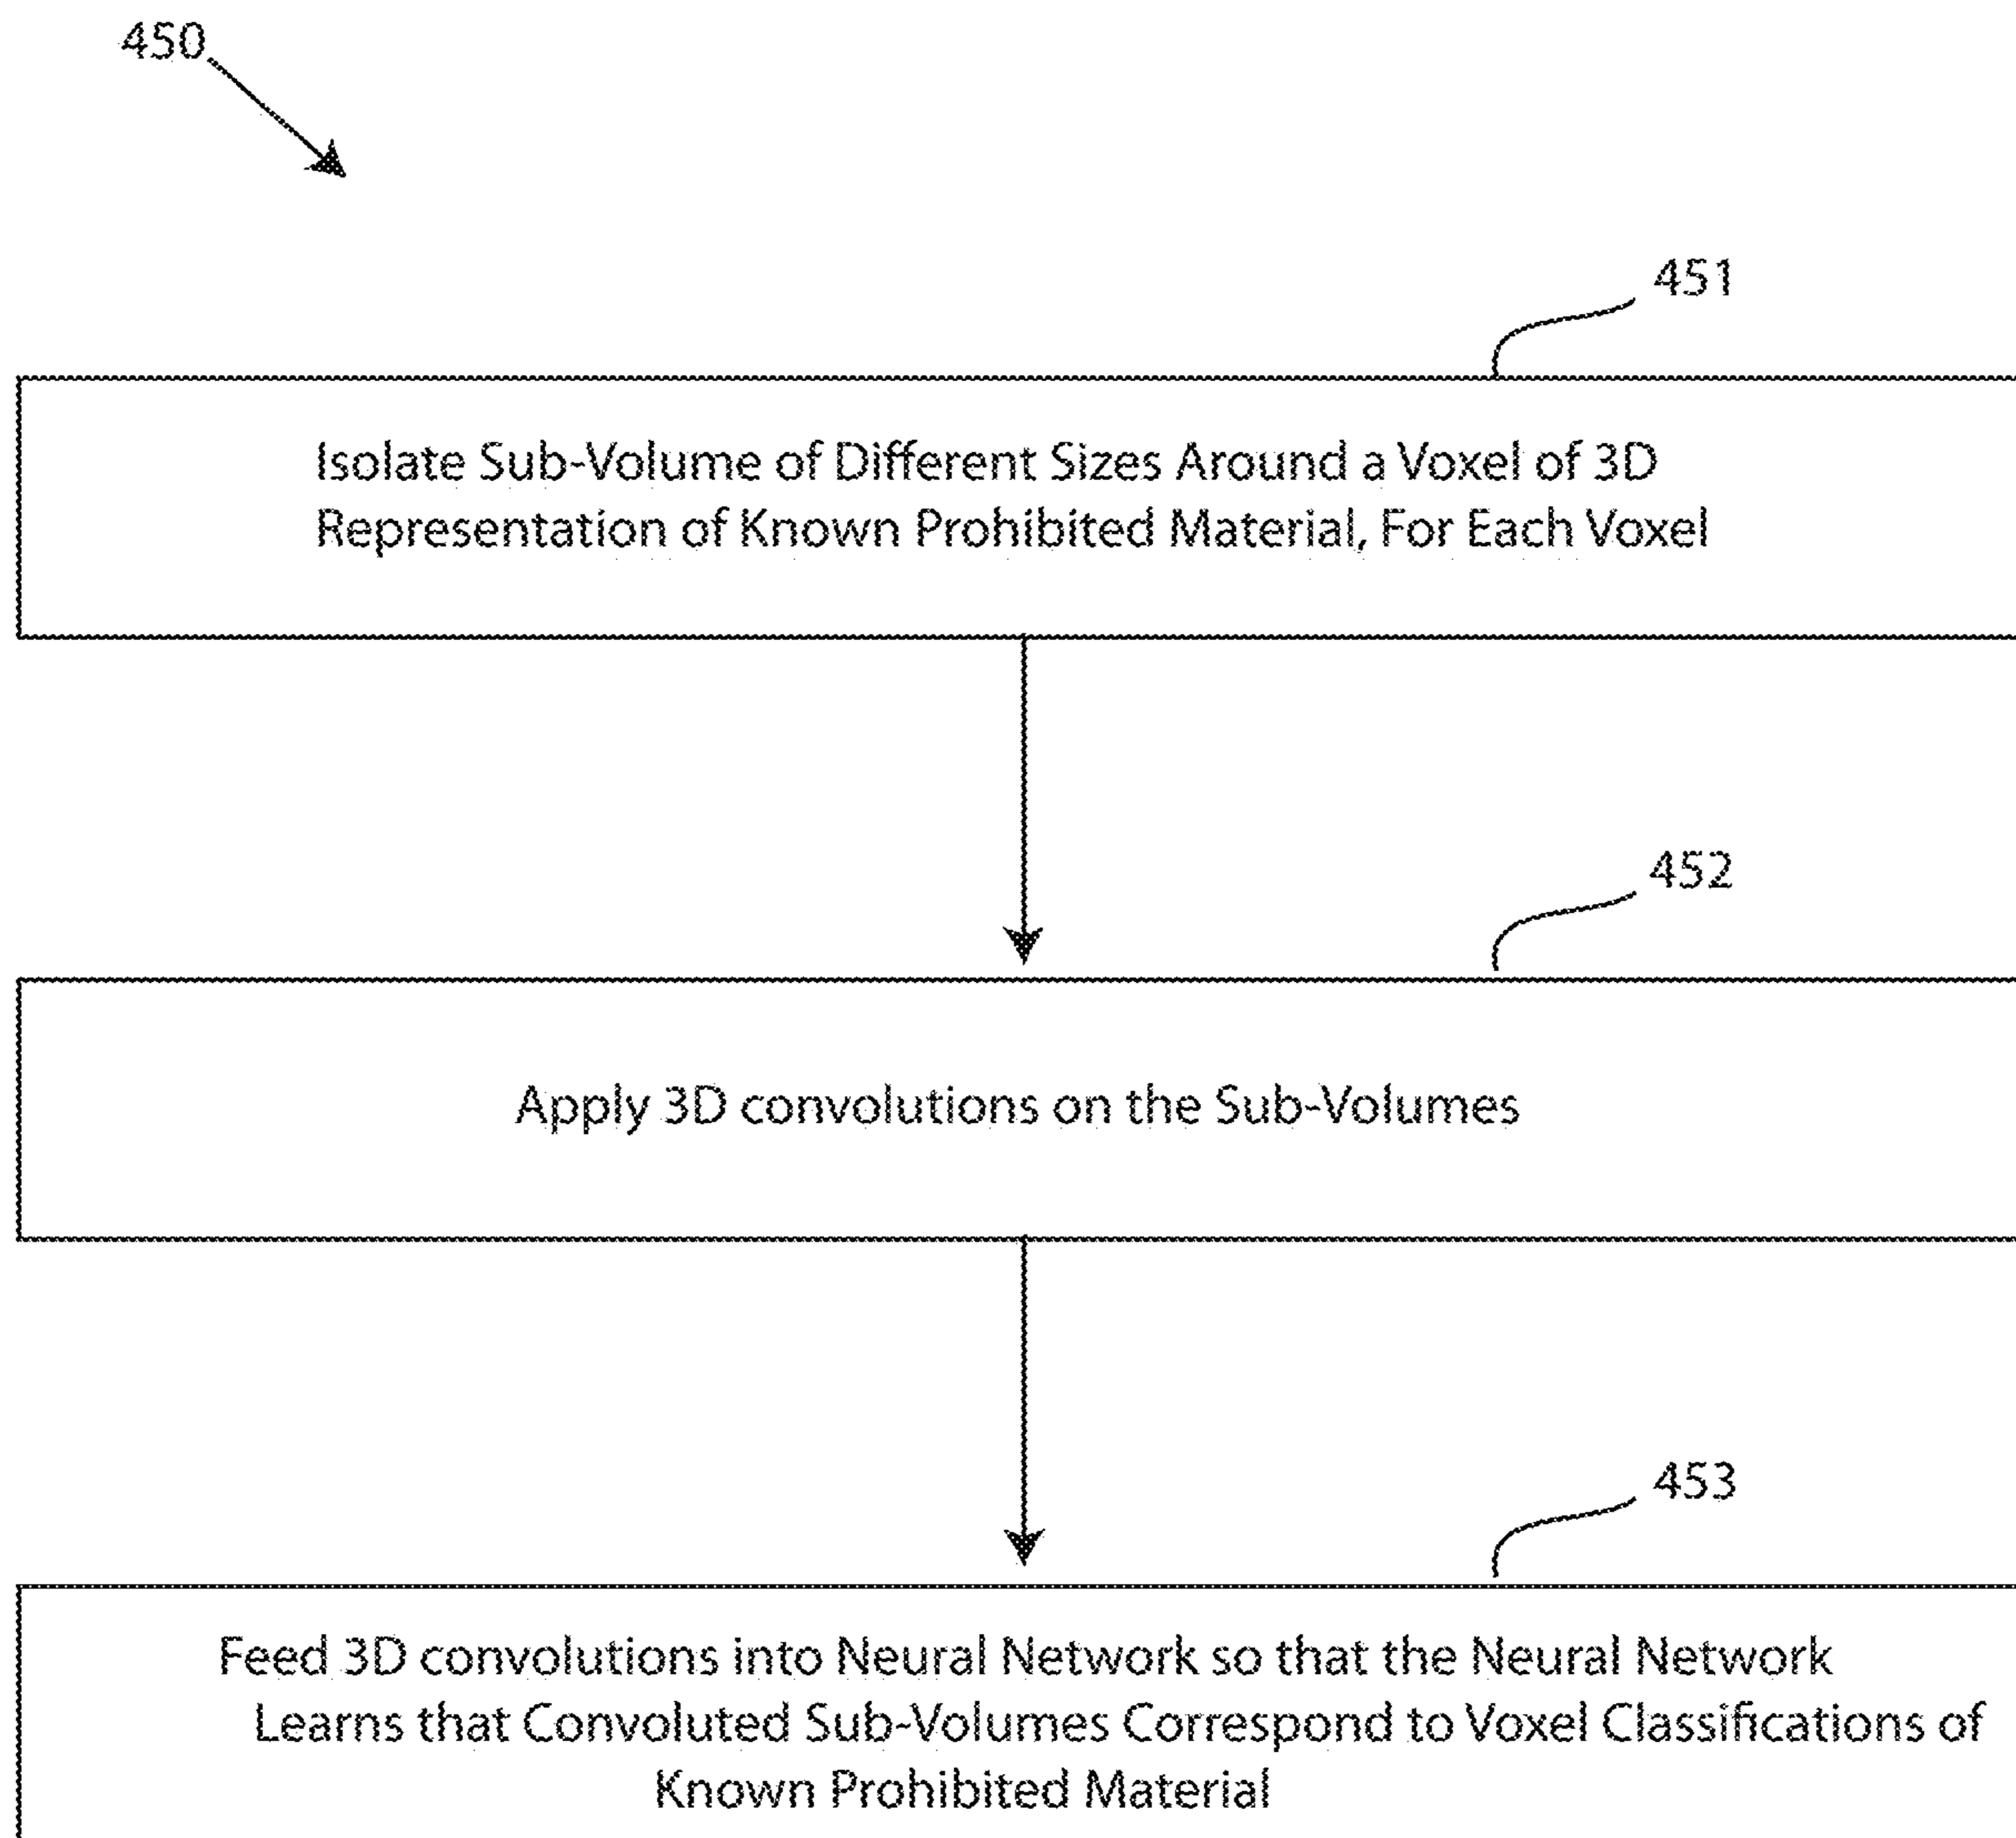 450
451
Isolate Sub-Volume of Different Sizes Around a Voxel of 3D
Representation of Known Prohibited Material, For Each Voxel
452
Apply 3D convolutions on the Sub-Volumes
453
Feed 3D convolutions into Neural Network so that the Neural Network
Learns that Convoluted Sub-Volumes Correspond to Voxel Classifications of
Known Prohibited Material